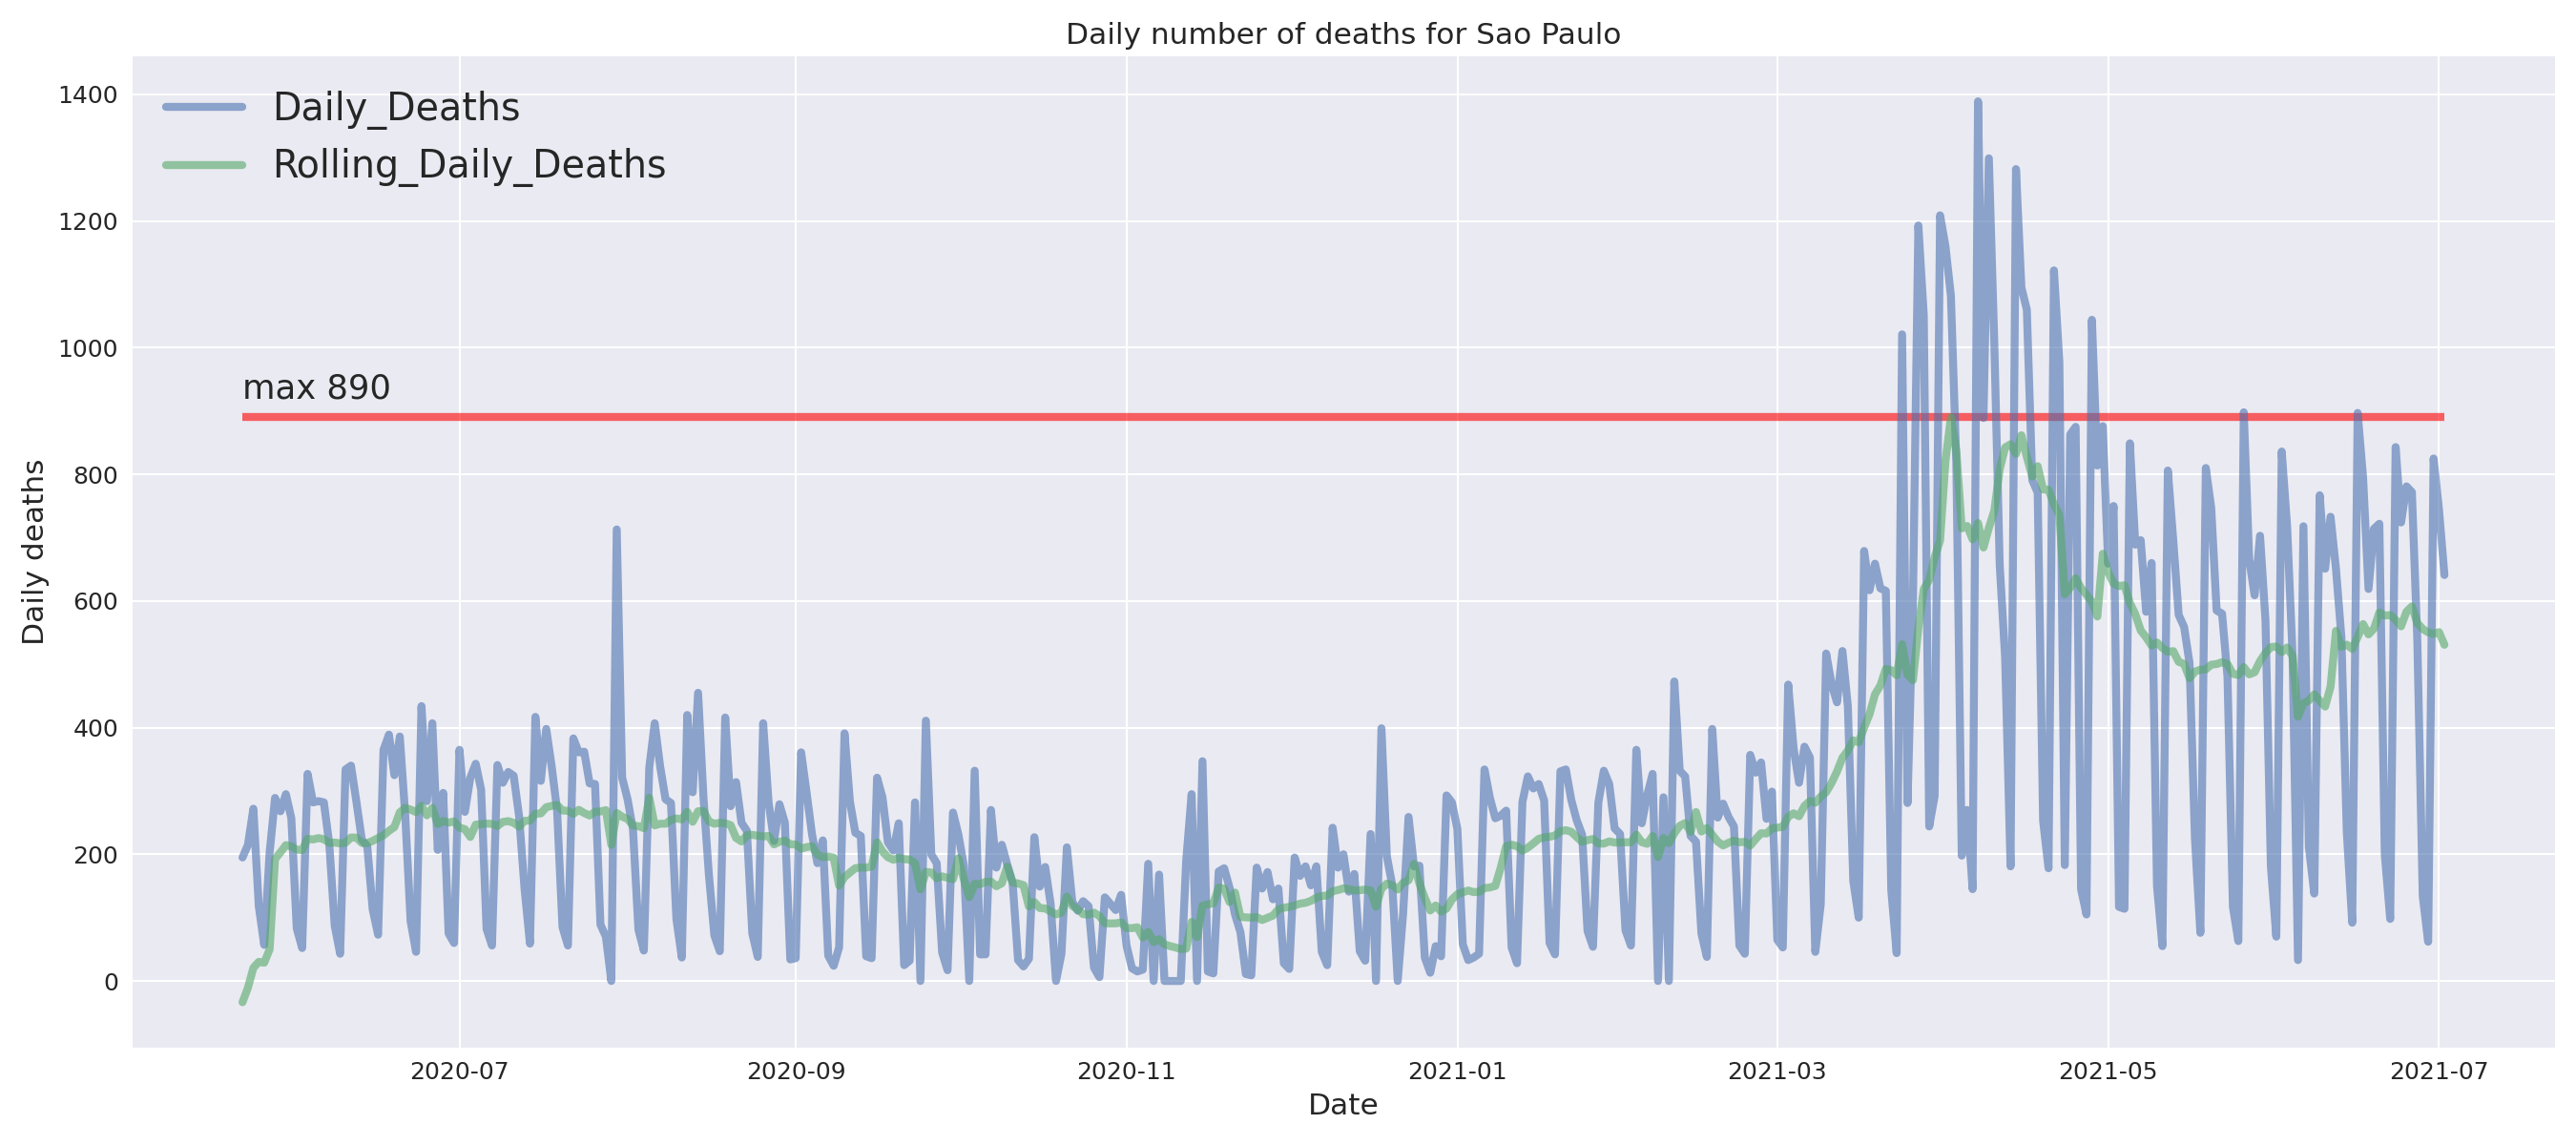 Daily number of deaths for Sao Paulo
1400
1200
1000
800
600
400
200
0
Daily deaths
Daily_Deaths
Rolling_Daily_Deaths
max 890
2020-07
2020-09
2020-11
2021-01
2021-03
2021-05
2021-07
Date